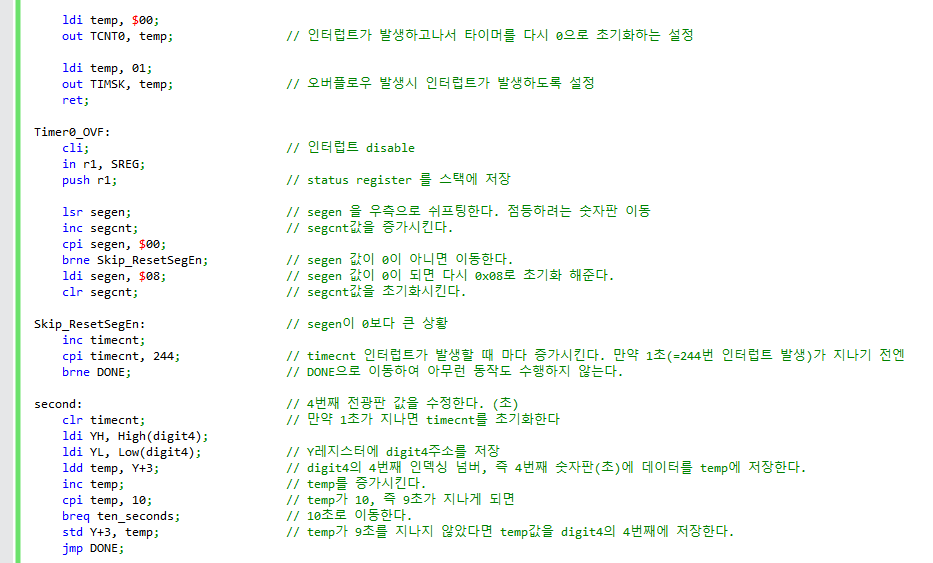 ldi temp, $00;
out TCNT0, temp; // 인터럽트가 발생하고나서 타이머를 다시 0으로 초기화하는 설정
ldi temp, 01;
out TIMSK, temp; // 오버플로우 발생시 인터럽트가 발생하도록 설정
ret;
Timer0_OVF:
cli; // 인터럽트 disable
in r1, SREG;
push r1; // status register 를 스택에 저장
lsr segen; // segen 을 우측으로 쉬프팅한다. 점등하려는 숫자판 이동
inc segcnt; // segcnt값을 증가시킨다.
cpi segen, $00;
brne Skip_ResetSegEn; // segen 값이 0이 아니면 이동한다.
ldi segen, $08; // segen 값이 0이 되면 다시 0x08로 초기화 해준다.
clr segcnt; // segcnt값을 초기화시킨다.
Skip_ResetSegEn: // segen이 0보다 큰 상황
inc timecnt;
cpi timecnt, 244; // timecnt 인터럽트가 발생할 때 마다 증가시킨다. 만약 1초(=244번 인터럽트 발생)가 지나기 전엔
brne DONE; // DONE으로 이동하여 아무런 동작도 수행하지 않는다.
second: // 4번째 전광판 값을 수정한다. (초)
clr timecnt; // 만약 1초가 지나면 timecnt를 초기화한다
ldi YH, High(digit4);
ldi YL, Low(digit4); // Y레지스터에 digit4주소를 저장
ldd temp, Y+3; // digit4의 4번째 인덱싱 넘버, 즉 4번째 숫자판(초)에 데이터를 temp에 저장한다.
inc temp; // temp를 증가시킨다.
cpi temp, 10; // temp가 10, 즉 9초가 지나게 되면
breq ten_seconds; // 10초로 이동한다.
std Y+3, temp; // temp가 9초를 지나지 않았다면 temp값을 digit4의 4번째에 저장한다.
jmp DONE;